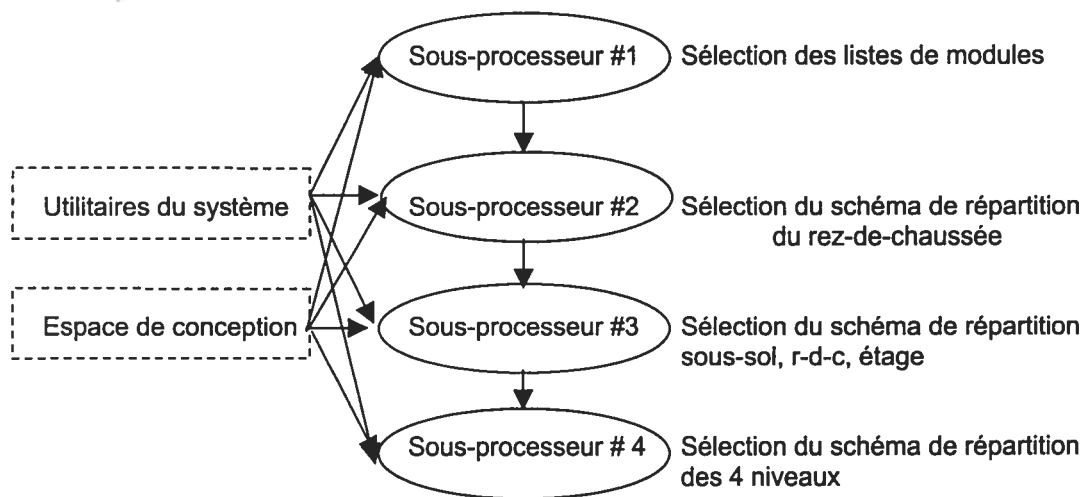 Sous-processeur #1
Sélection des listes de modules
Utilitaires du système
Sous-processeur #2
Sélection du schéma de répartition
du rez-de-chaussée
Espace de conception
Sous-processeur #3
Sélection du schéma de répartition
sous-sol, r-d-c, étage
Sous-processeur # 4
Sélection du schéma de répartition
des 4 niveaux